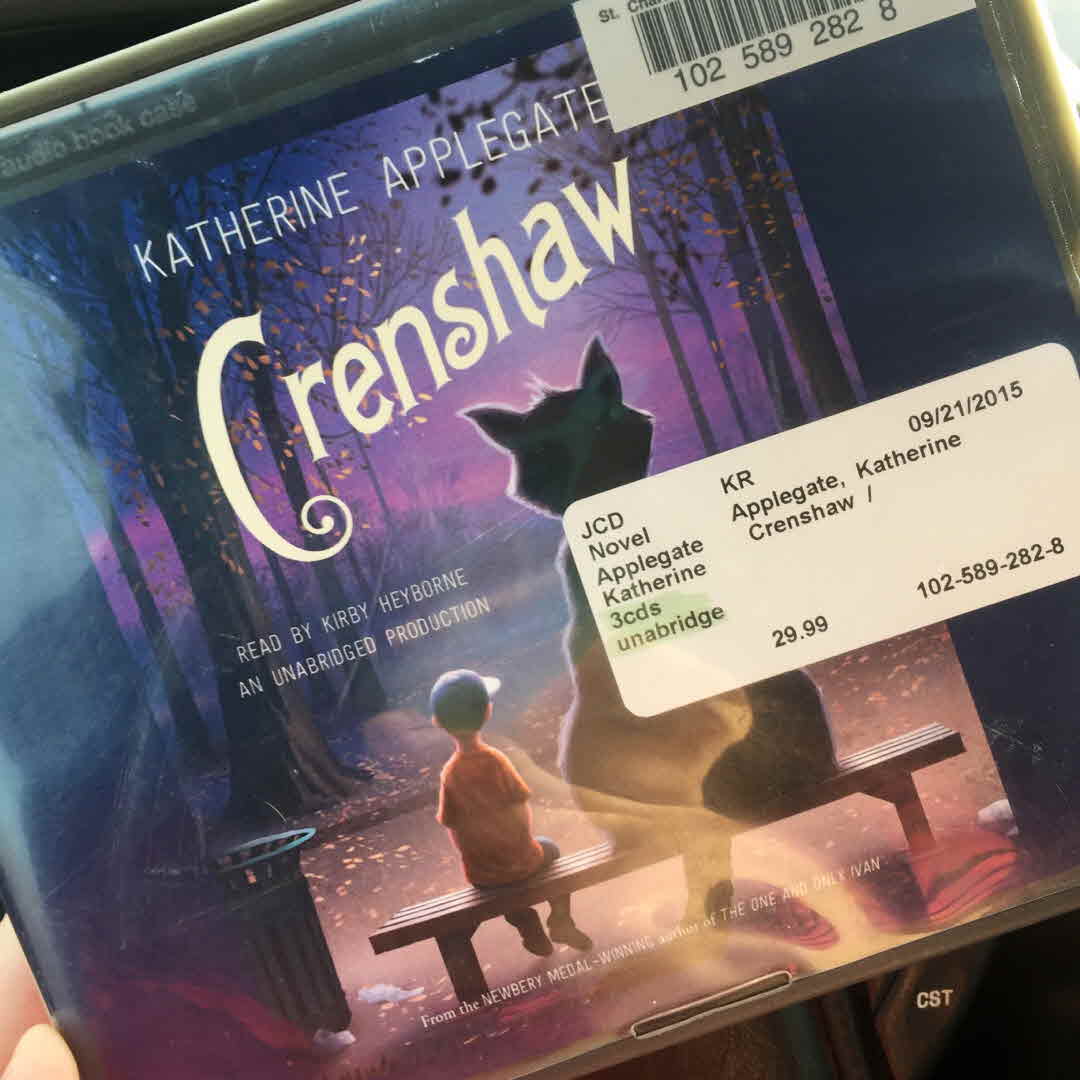 audio book case
St. Char
102 589 282 8
KATHERINE APPLEGATE
Crenshaw
READ BY KIRBY HEYBORNE
AN UNABRIDGED PRODUCTION
09/21/2015
JCD KR
Novel Applegate, Katherine
Applegate Crenshaw /
Katherine
3cds 102-589-282-8
unabridge 29.99
From the NEWBERY MEDAL-WINNING author of THE ONE AND ONLY IVAN
CST